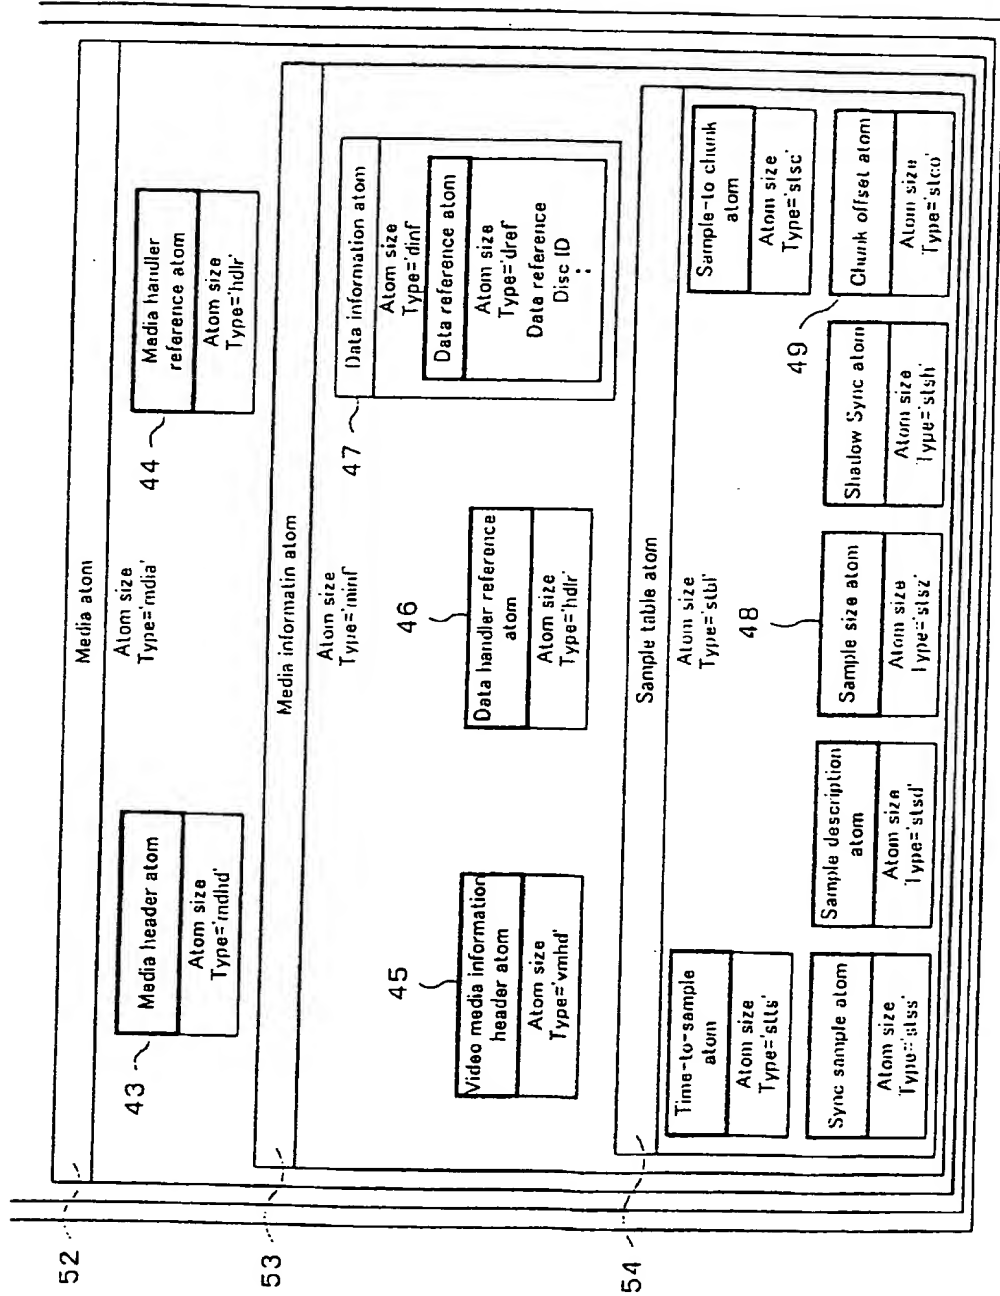 52
Media atom
Atom size
Type='mdia'
43
Media header atom
Atom size
Type='mdhd'
44
Media handler
reference atom
Atom size
Type='hdlr'
53
Media informatin atom
Atom size
Type='minf'
45
Video media information
header atom
Atom size
Type='vmhd'
46
Data handler reference
atom
Atom size
Type='hdlr'
47
Data information atom
Atom size
Type='dinf'
Data reference atom
Atom size
Type='dref'
Data reference
Disc ID
:
54
Sample table atom
Atom size
Type='stbl'
Time-to-sample
atom
Atom size
Type='stts'
Sample-to chunk
atom
Atom size
Type='stsc'
Sync sample atom
Atom size
Type='stss'
Sample description
atom
Atom size
Type='stsd'
48
Sample size atom
Atom size
Type='stsz'
Shadow Sync atom
Atom size
Type='stsh'
49
Chunk offset atom
Atom size
Type='stco'